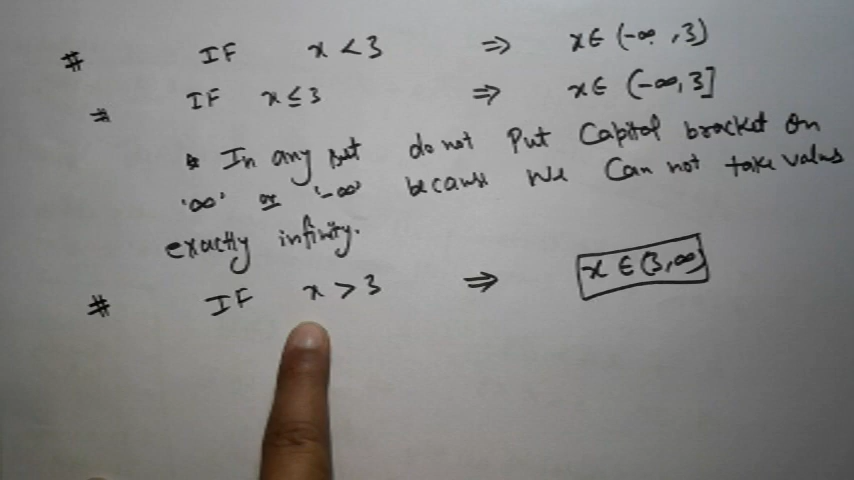 # IF x < 3 ⇒ x ∈ (-∞, 3)
# IF x ≤ 3 ⇒ x ∈ (-∞, 3]
* In any but do not Put Capital bracket on
'∞' or '-∞' because we Can not take values
exactly infinity.
# IF x > 3 ⇒ x ∈ (3, ∞)